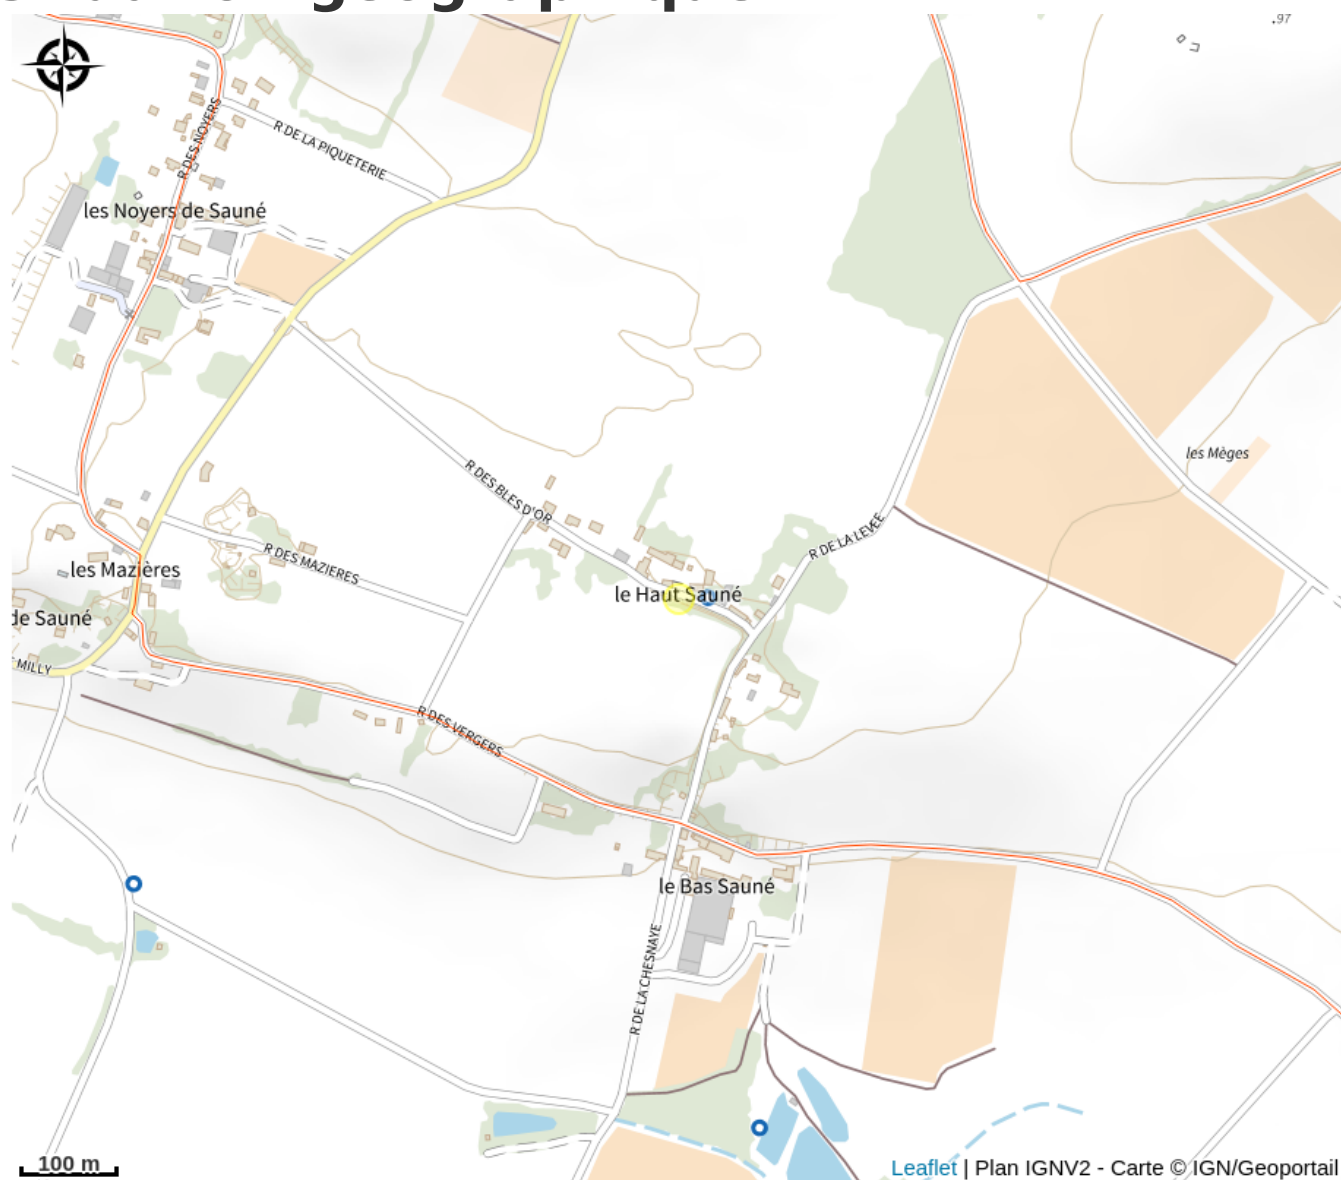 .97
R DES NOYERS
R DE LA PIQUETERIE
les Noyers de Sauné
les Mèges
R DES BLES D'OR
R DE LA LEVEE
R DES MAZIERES
les Mazières
le Haut Sauné
de Sauné
MILLY
R DES VERGERS
le Bas Sauné
R DE LA CHESNAYE
100 m
Leaflet | Plan IGNV2 - Carte © IGN/Geoportail